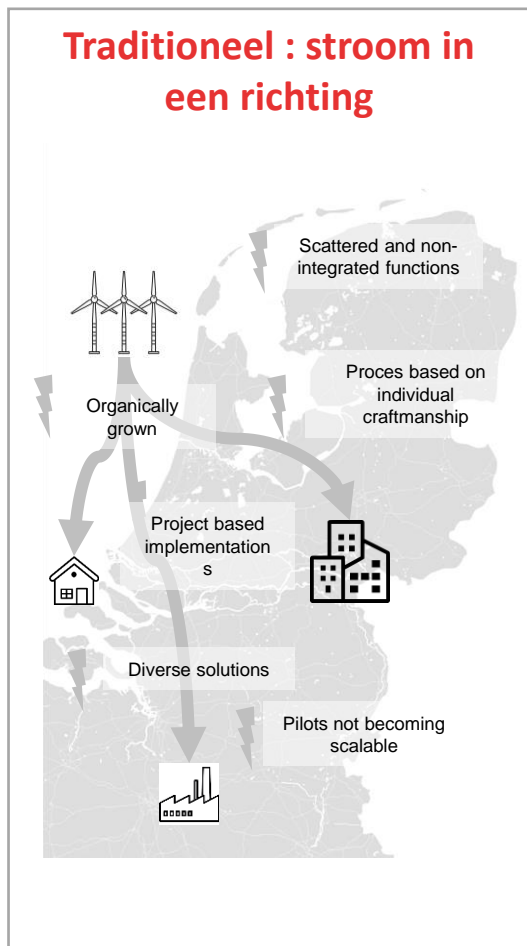 Traditioneel : stroom in
een richting
Scattered and non-
integrated functions
Proces based on
individual
craftmanship
Organically
grown
Project based
implementation
s
Diverse solutions
Pilots not becoming
scalable